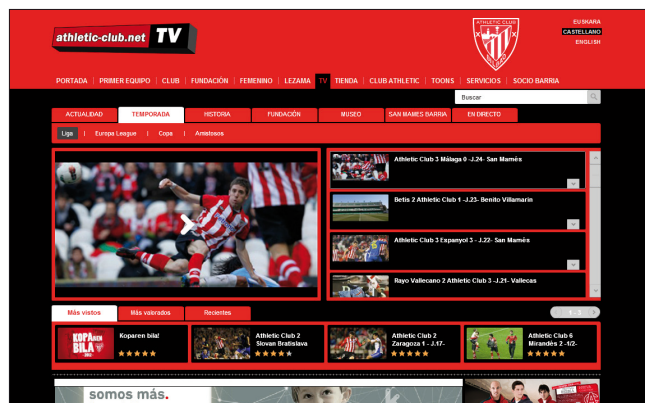 athletic-club.net TV
ATHLETIC CLUB
EUSKARA
CASTELLANO
ENGLISH
PORTADA | PRIMER EQUIPO | CLUB | FUNDACIÓN | FEMENINO | LEZAMA TV TIENDA | CLUB ATHLETIC | TOONS | SERVICIOS | SOCIO BARRIA
Buscar
ACTUALIDAD TEMPORADA HISTORIA FUNDACIÓN MUSEO SAN MAMÉS BARRIA EN DIRECTO
Liga | Europa League | Copa | Amistosos
Athletic Club 3 Málaga 0 -J.24- San Mamés
Betis 2 Athletic Club 1 -J.23- Benito Villamarin
Athletic Club 3 Espanyol 3 - J.22- San Mamés
Rayo Vallecano 2 Athletic Club 3 -J.21- Vallecas
Más vistos Más valorados Recientes
1 - 3
KOPAREN
BILA
Koparen bila!
Athletic Club 2
Slovan Bratislava
Athletic Club 2
Zaragoza 1 - J.17-
Athletic Club 6
Mirandés 2 -1/2-
somos más.